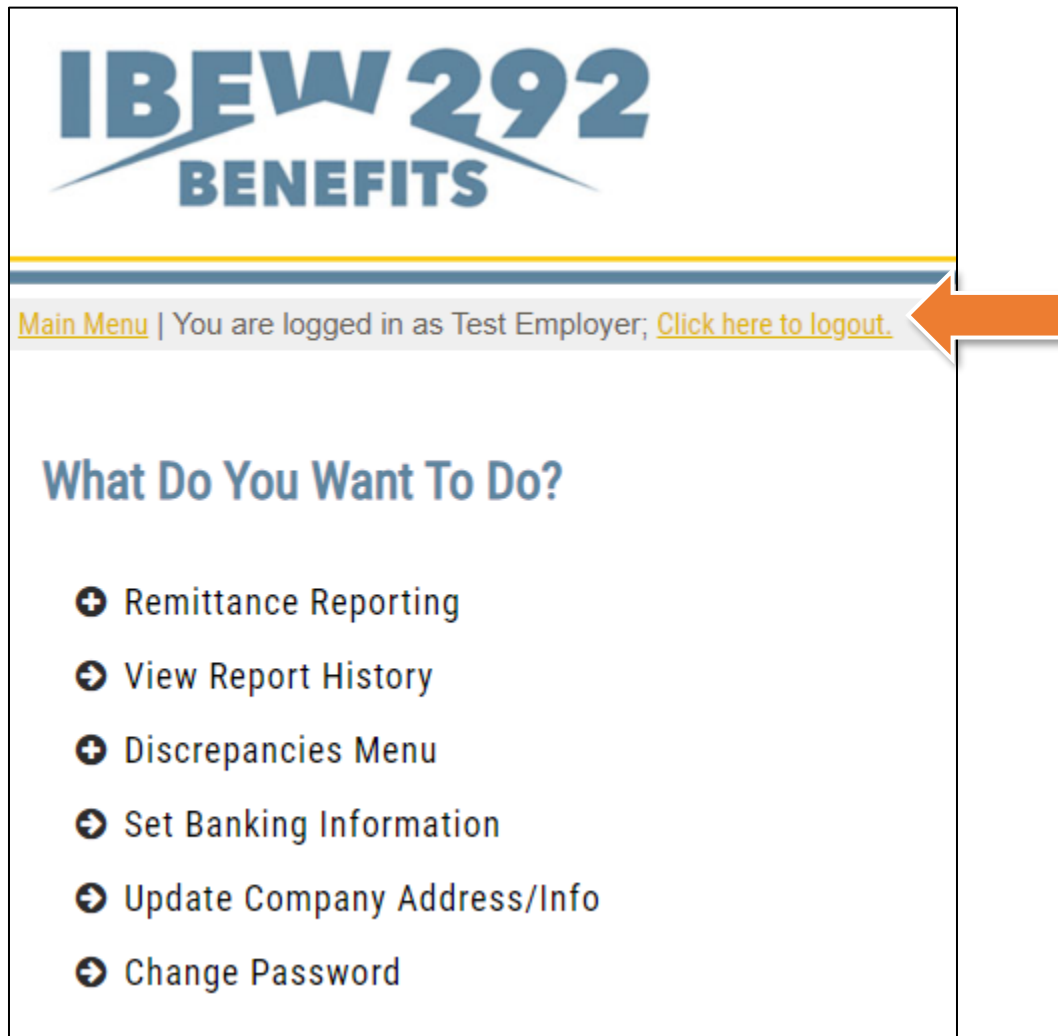 IBEW 292
BENEFITS
Main Menu | You are logged in as Test Employer; Click here to logout.
What Do You Want To Do?
Remittance Reporting
View Report History
Discrepancies Menu
Set Banking Information
Update Company Address/Info
Change Password